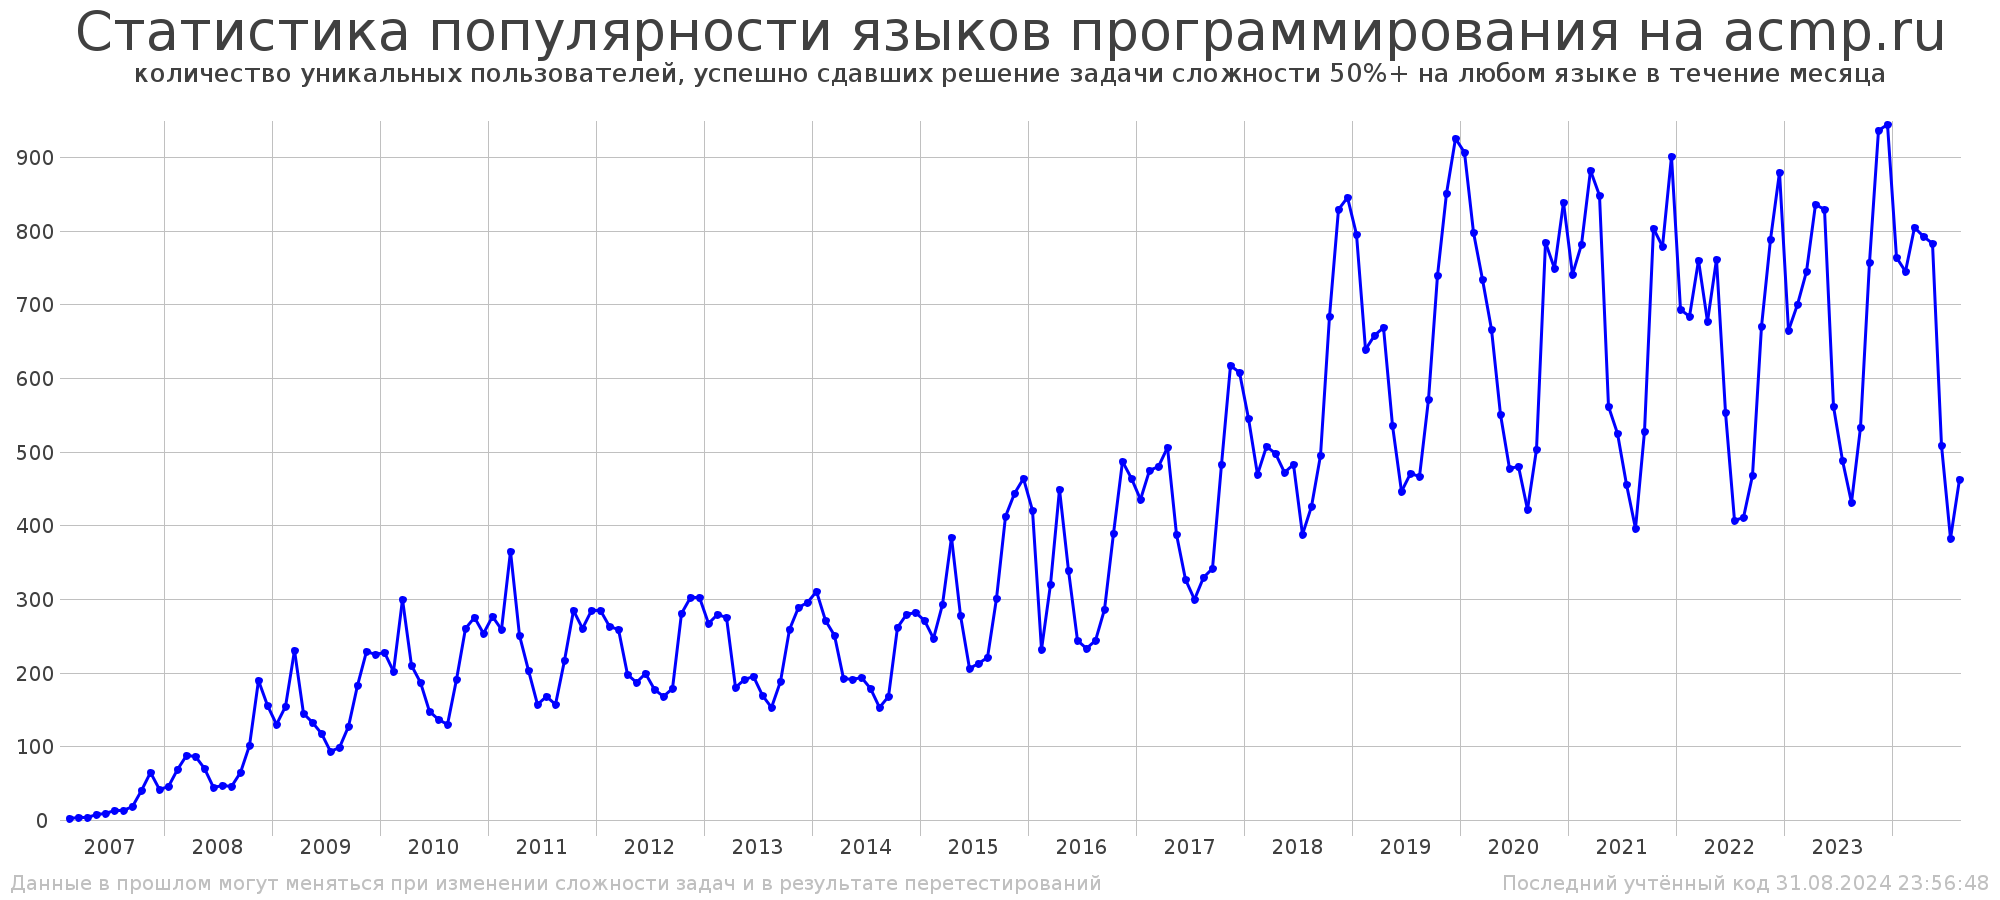 Статистика популярности языков программирования на acmp.ru
количество уникальных пользователей, успешно сдавших решение задачи сложности 50%+ на любом языке в течение месяца
900
800
700
600
500
400
300
200
100
0
2007 2008 2009 2010 2011 2012 2013 2014 2015 2016 2017 2018 2019 2020 2021 2022 2023
Данные в прошлом могут меняться при изменении сложности задач и в результате перетестирований
Последний учтённый код 31.08.2024 23:56:48